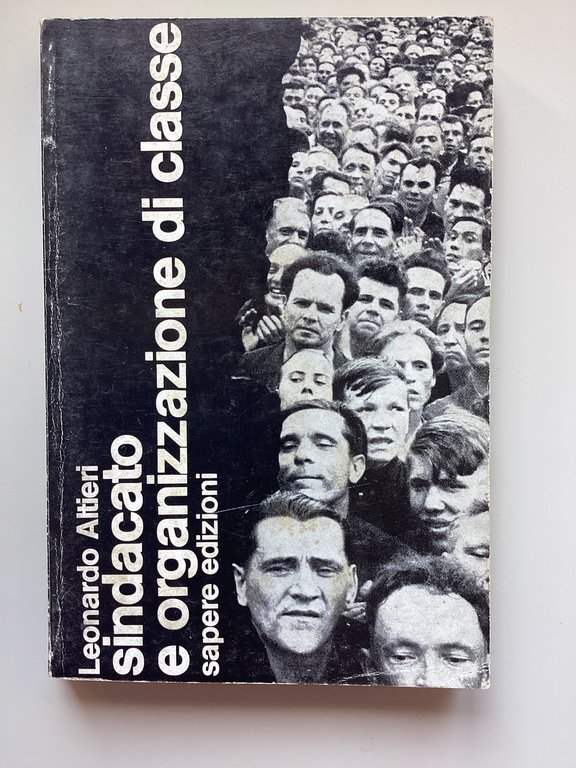 Leonardo Altieri
sindacato
e organizzazione di classe
sapere edizioni